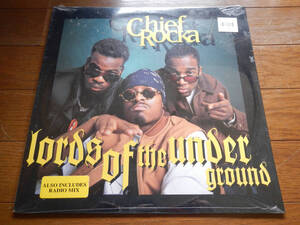 Chief
Rocka
lords of the under
ground
ALSO INCLUDES
RADIO MIX